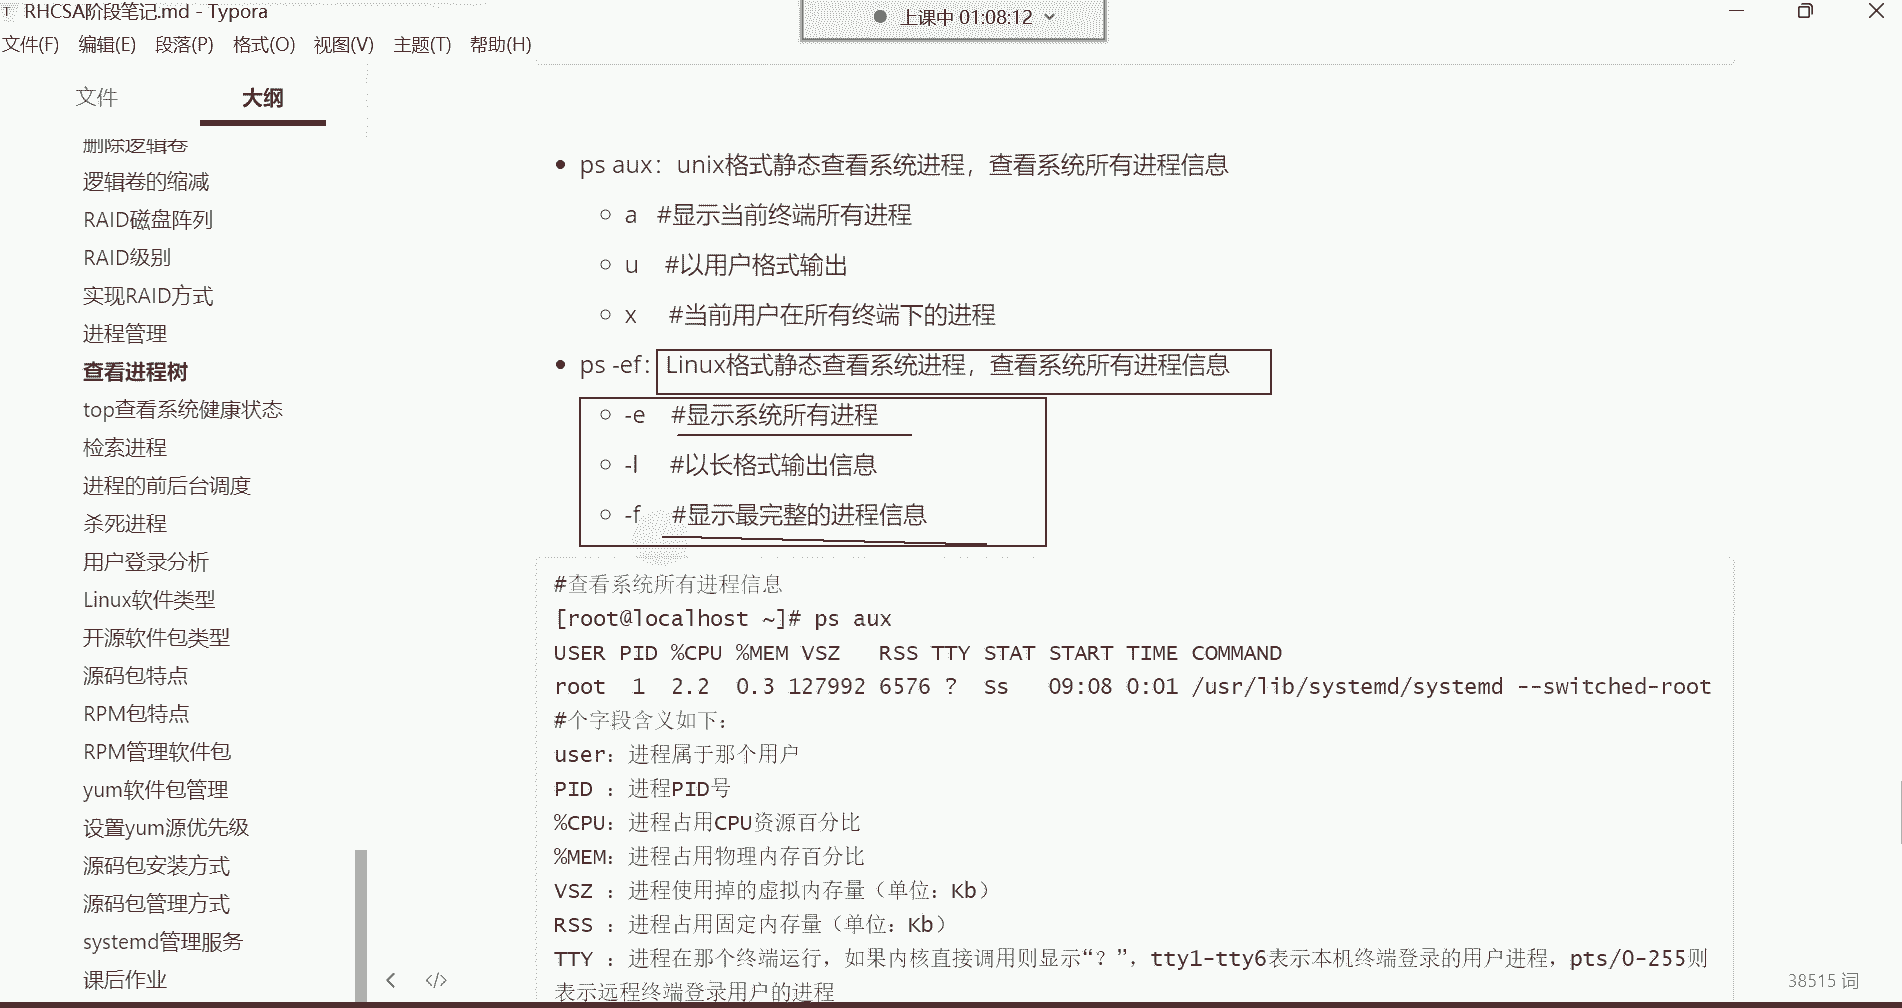 RHCSA阶段笔记.md - Typora
上课中 01:08:12
文件(F) 编辑(E) 段落(P) 格式(O) 视图(V) 主题(T) 帮助(H)
文件 大纲
删除逻辑卷
逻辑卷的缩减
RAID磁盘阵列
RAID级别
实现RAID方式
进程管理
查看进程树
top查看系统健康状态
检索进程
进程的前后台调度
杀死进程
用户登录分析
Linux软件类型
开源软件包类型
源码包特点
RPM包特点
RPM管理软件包
yum软件包管理
设置yum源优先级
源码包安装方式
源码包管理方式
systemd管理服务
课后作业
ps aux：unix格式静态查看系统进程，查看系统所有进程信息
a #显示当前终端所有进程
u #以用户格式输出
x #当前用户在所有终端下的进程
ps -ef：Linux格式静态查看系统进程，查看系统所有进程信息
-e #显示系统所有进程
-l #以长格式输出信息
-f #显示最完整的进程信息
#查看系统所有进程信息
[root@localhost ~]# ps aux
USER PID %CPU %MEM VSZ RSS TTY STAT START TIME COMMAND
root 1 2.2 0.3 127992 6576 ? Ss 09:08 0:01 /usr/lib/systemd/systemd --switched-root
#个字段含义如下：
user：进程属于那个用户
PID ：进程PID号
%CPU：进程占用CPU资源百分比
%MEM：进程占用物理内存百分比
VSZ ：进程使用掉的虚拟内存量（单位：Kb）
RSS ：进程占用固定内存量（单位：Kb）
TTY ：进程在那个终端运行，如果内核直接调用则显示“？”，tty1-tty6表示本机终端登录的用户进程，pts/0-255则
表示远程终端登录用户的进程
38515 词